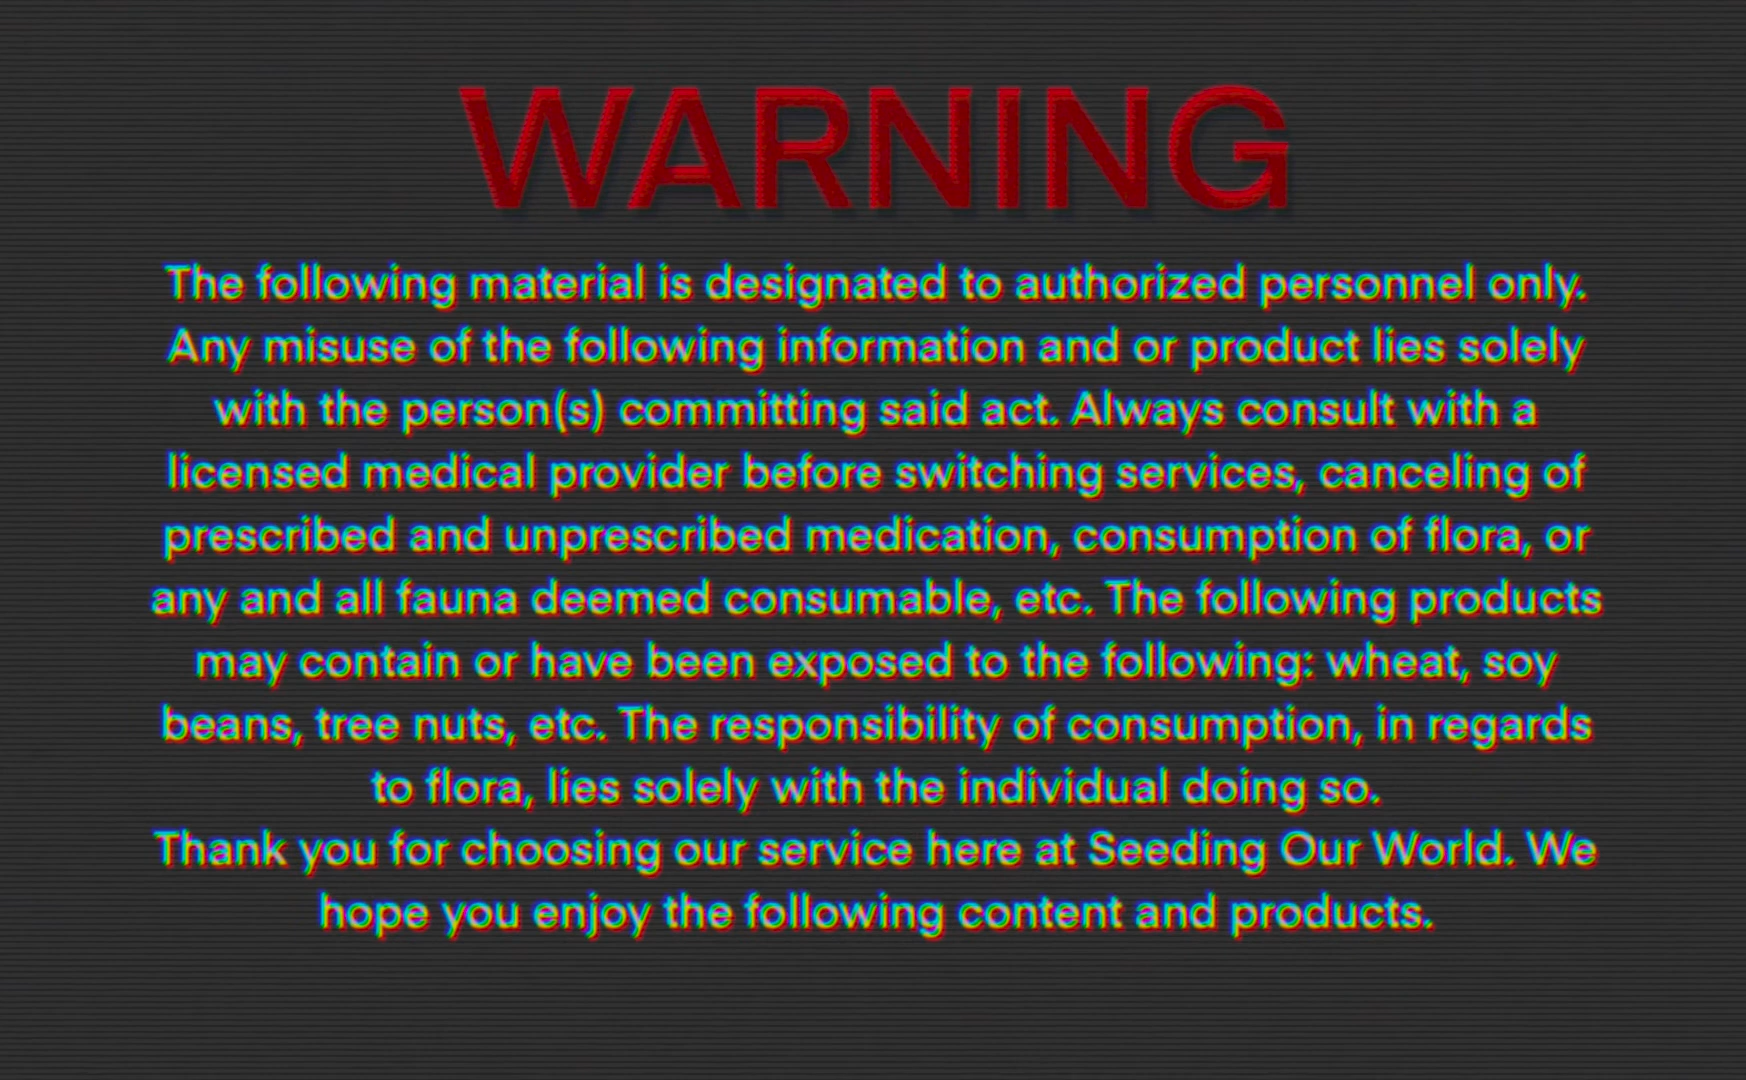 WARNING
The following material is designated to authorized personnel only.
Any misuse of the following information and or product lies solely
with the person(s) committing said act. Always consult with a
licensed medical provider before switching services, canceling of
prescribed and unprescribed medication, consumption of flora, or
any and all fauna deemed consumable, etc. The following products
may contain or have been exposed to the following: wheat, soy
beans, tree nuts, etc. The responsibility of consumption, in regards
to flora, lies solely with the individual doing so.
Thank you for choosing our service here at Seeding Our World. We
hope you enjoy the following content and products.